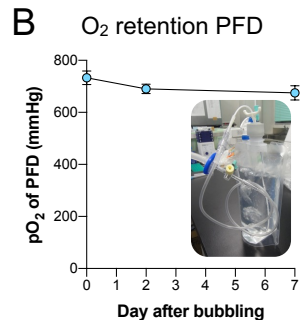 B O₂ retention PFD
pO₂ of PFD (mmHg)
800
600
400
200
0
0 1 2 3 4 5 6 7
Day after bubbling